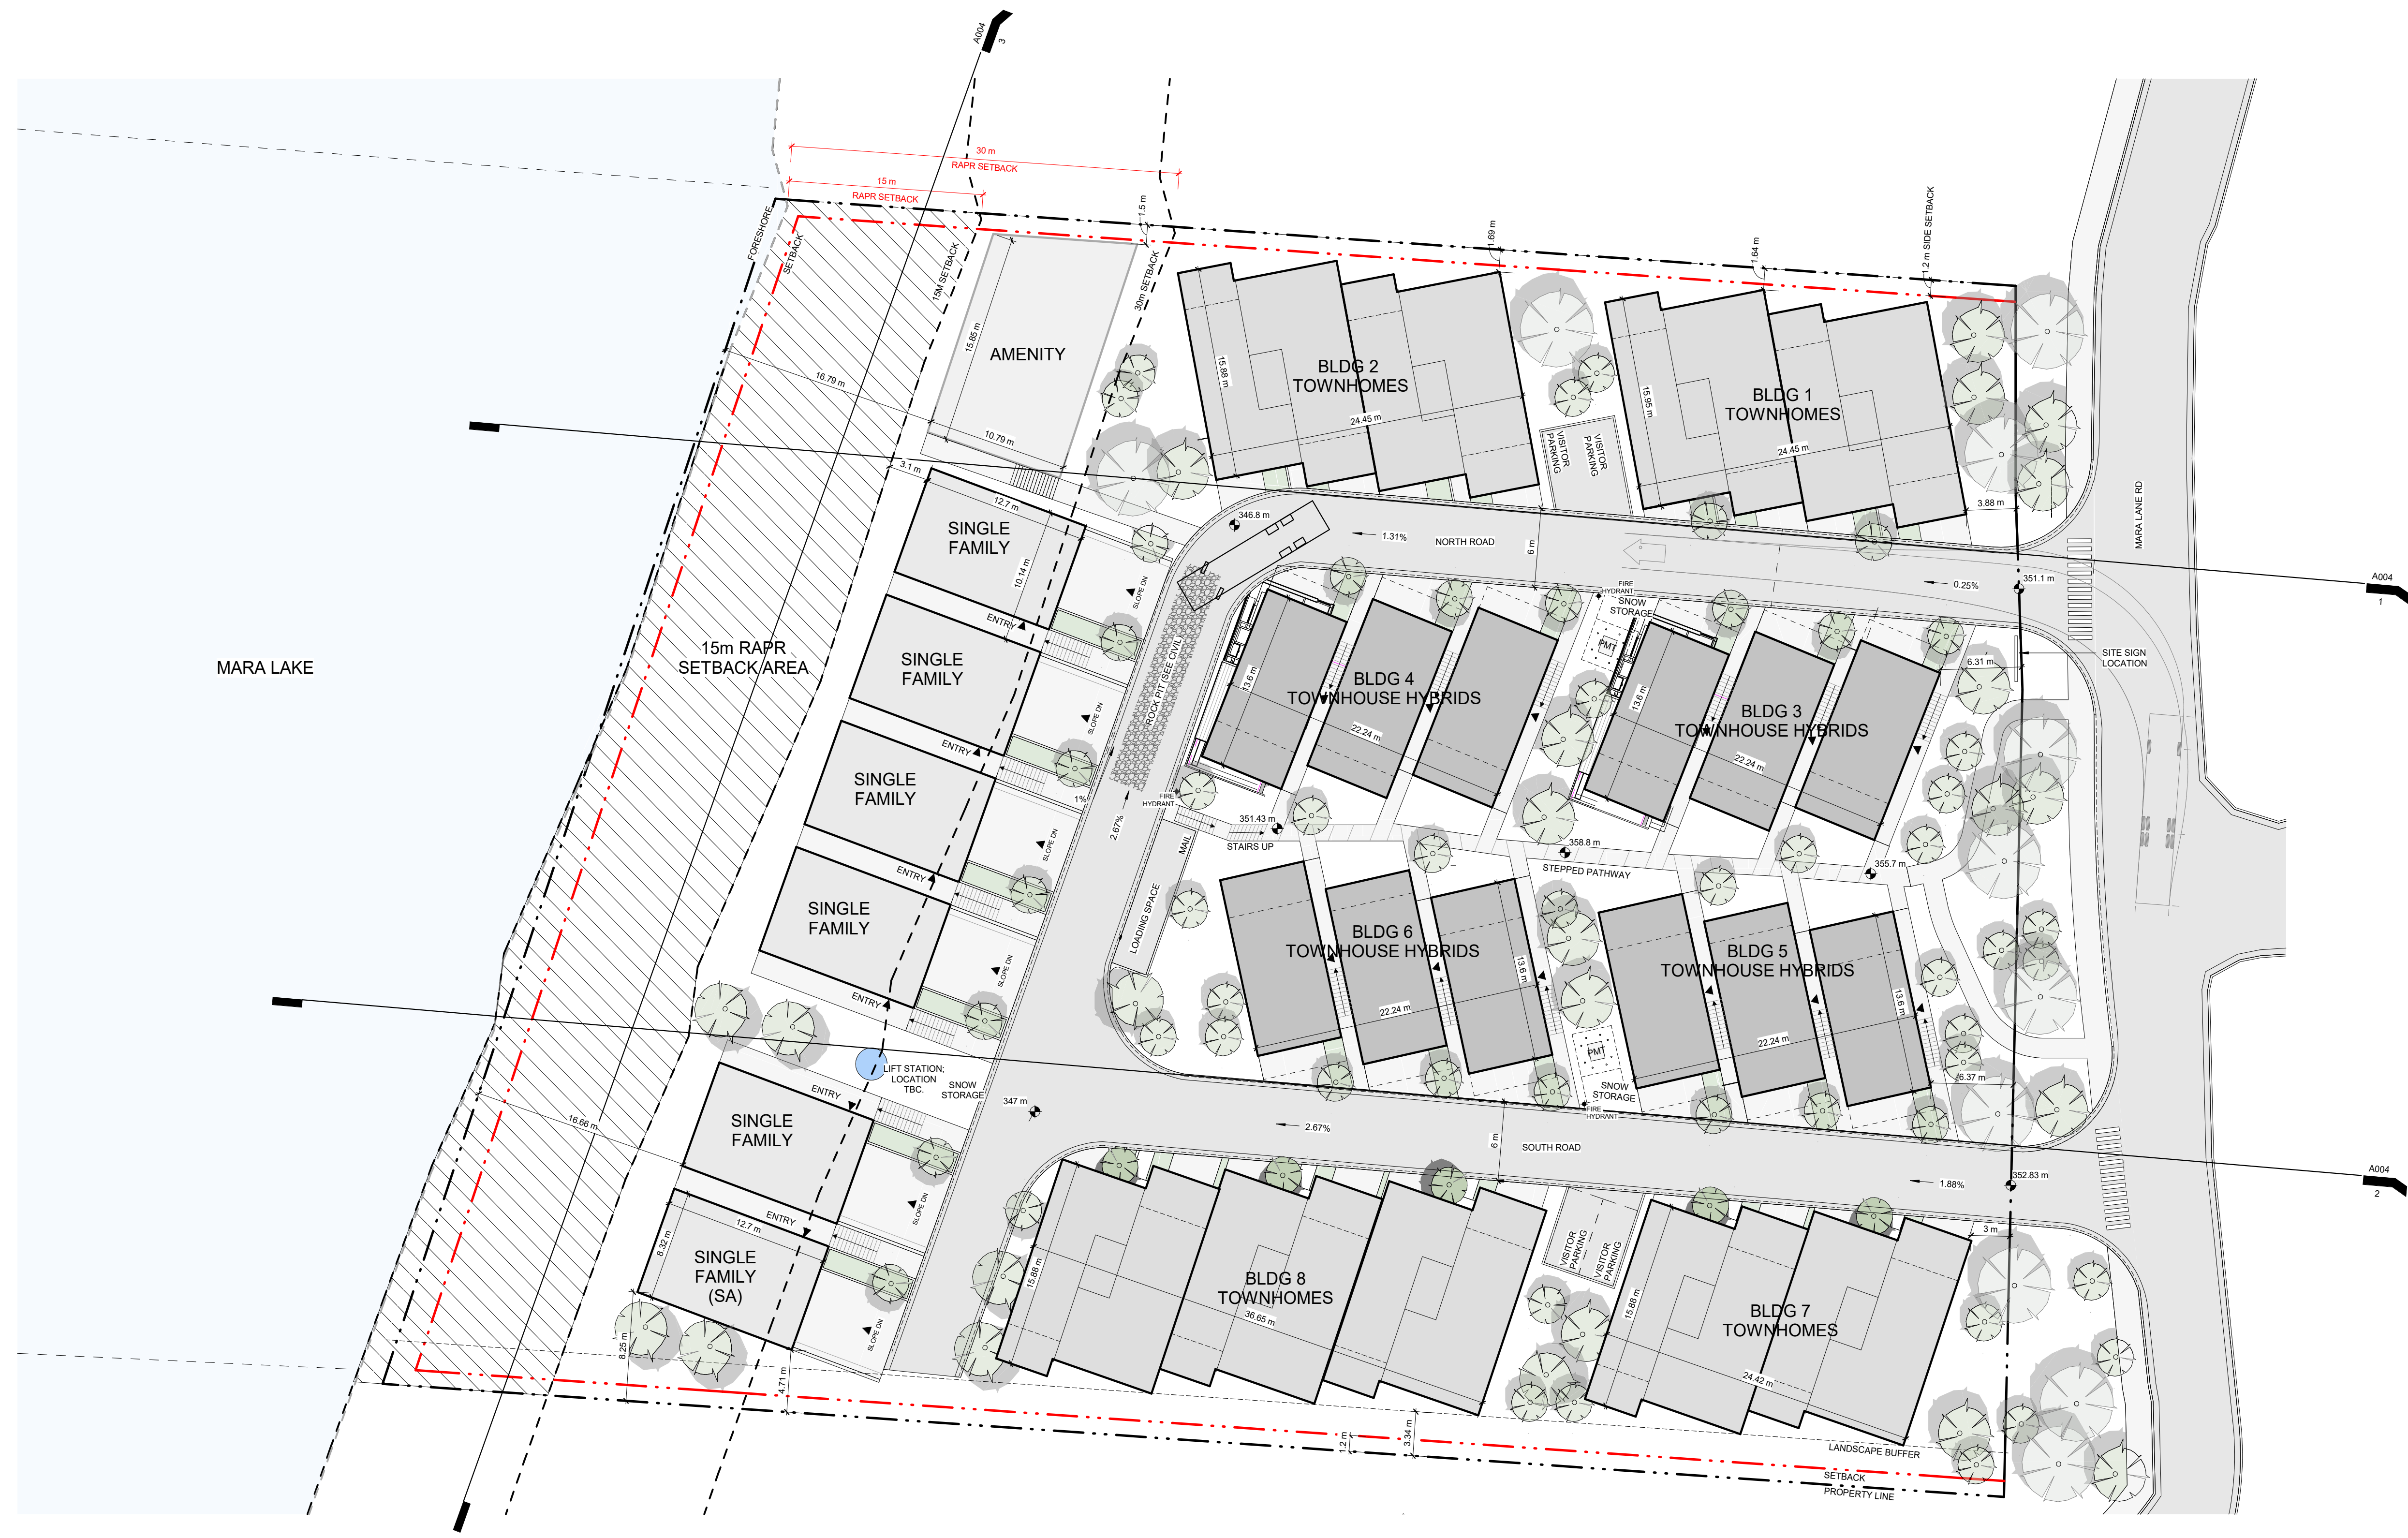 A004
3
30 m
RAPR SETBACK
15 m
RAPR SETBACK
FORESHORE
SETBACK
15M SETBACK
30m SETBACK
1.5 m
1.69 m
1.64 m
1.2 m SIDE SETBACK
AMENITY
15.85 m
10.79 m
16.79 m
3.1 m
BLDG 2
TOWNHOMES
15.88 m
24.45 m
VISITOR
PARKING
VISITOR
PARKING
BLDG 1
TOWNHOMES
15.95 m
24.45 m
3.88 m
MARA LANE RD
346.8 m
1.31%
NORTH ROAD
6 m
0.25%
351.1 m
A004
1
FIRE
HYDRANT
SNOW
STORAGE
PMT
SITE SIGN
LOCATION
6.31 m
MARA LAKE
15m RAPR
SETBACK AREA
SINGLE
FAMILY
12.7 m
10.14 m
ENTRY
SLOPE DN
SINGLE
FAMILY
ENTRY
SLOPE DN
SINGLE
FAMILY
ENTRY
SLOPE DN
SINGLE
FAMILY
ENTRY
SLOPE DN
1%
2.67%
ROCK PIT (SEE CIVIL)
FIRE
HYDRANT
MAIL
LOADING SPACE
BLDG 4
TOWNHOUSE HYBRIDS
13.6 m
22.24 m
BLDG 3
TOWNHOUSE HYBRIDS
13.6 m
22.24 m
351.43 m
STAIRS UP
358.8 m
STEPPED PATHWAY
355.7 m
BLDG 6
TOWNHOUSE HYBRIDS
13.6 m
22.24 m
BLDG 5
TOWNHOUSE HYBRIDS
13.6 m
22.24 m
6.37 m
PMT
SNOW
STORAGE
FIRE
HYDRANT
LIFT STATION;
LOCATION
TBC.
SNOW
STORAGE
347 m
2.67%
6 m
SOUTH ROAD
1.88%
352.83 m
A004
2
16.66 m
SINGLE
FAMILY
ENTRY
SLOPE DN
SINGLE
FAMILY
(SA)
ENTRY
12.7 m
8.32 m
SLOPE DN
8.25 m
4.71 m
BLDG 8
TOWNHOMES
15.88 m
36.65 m
VISITOR
PARKING
VISITOR
PARKING
BLDG 7
TOWNHOMES
15.88 m
24.42 m
3 m
1.2 m
3.34 m
LANDSCAPE BUFFER
SETBACK
PROPERTY LINE